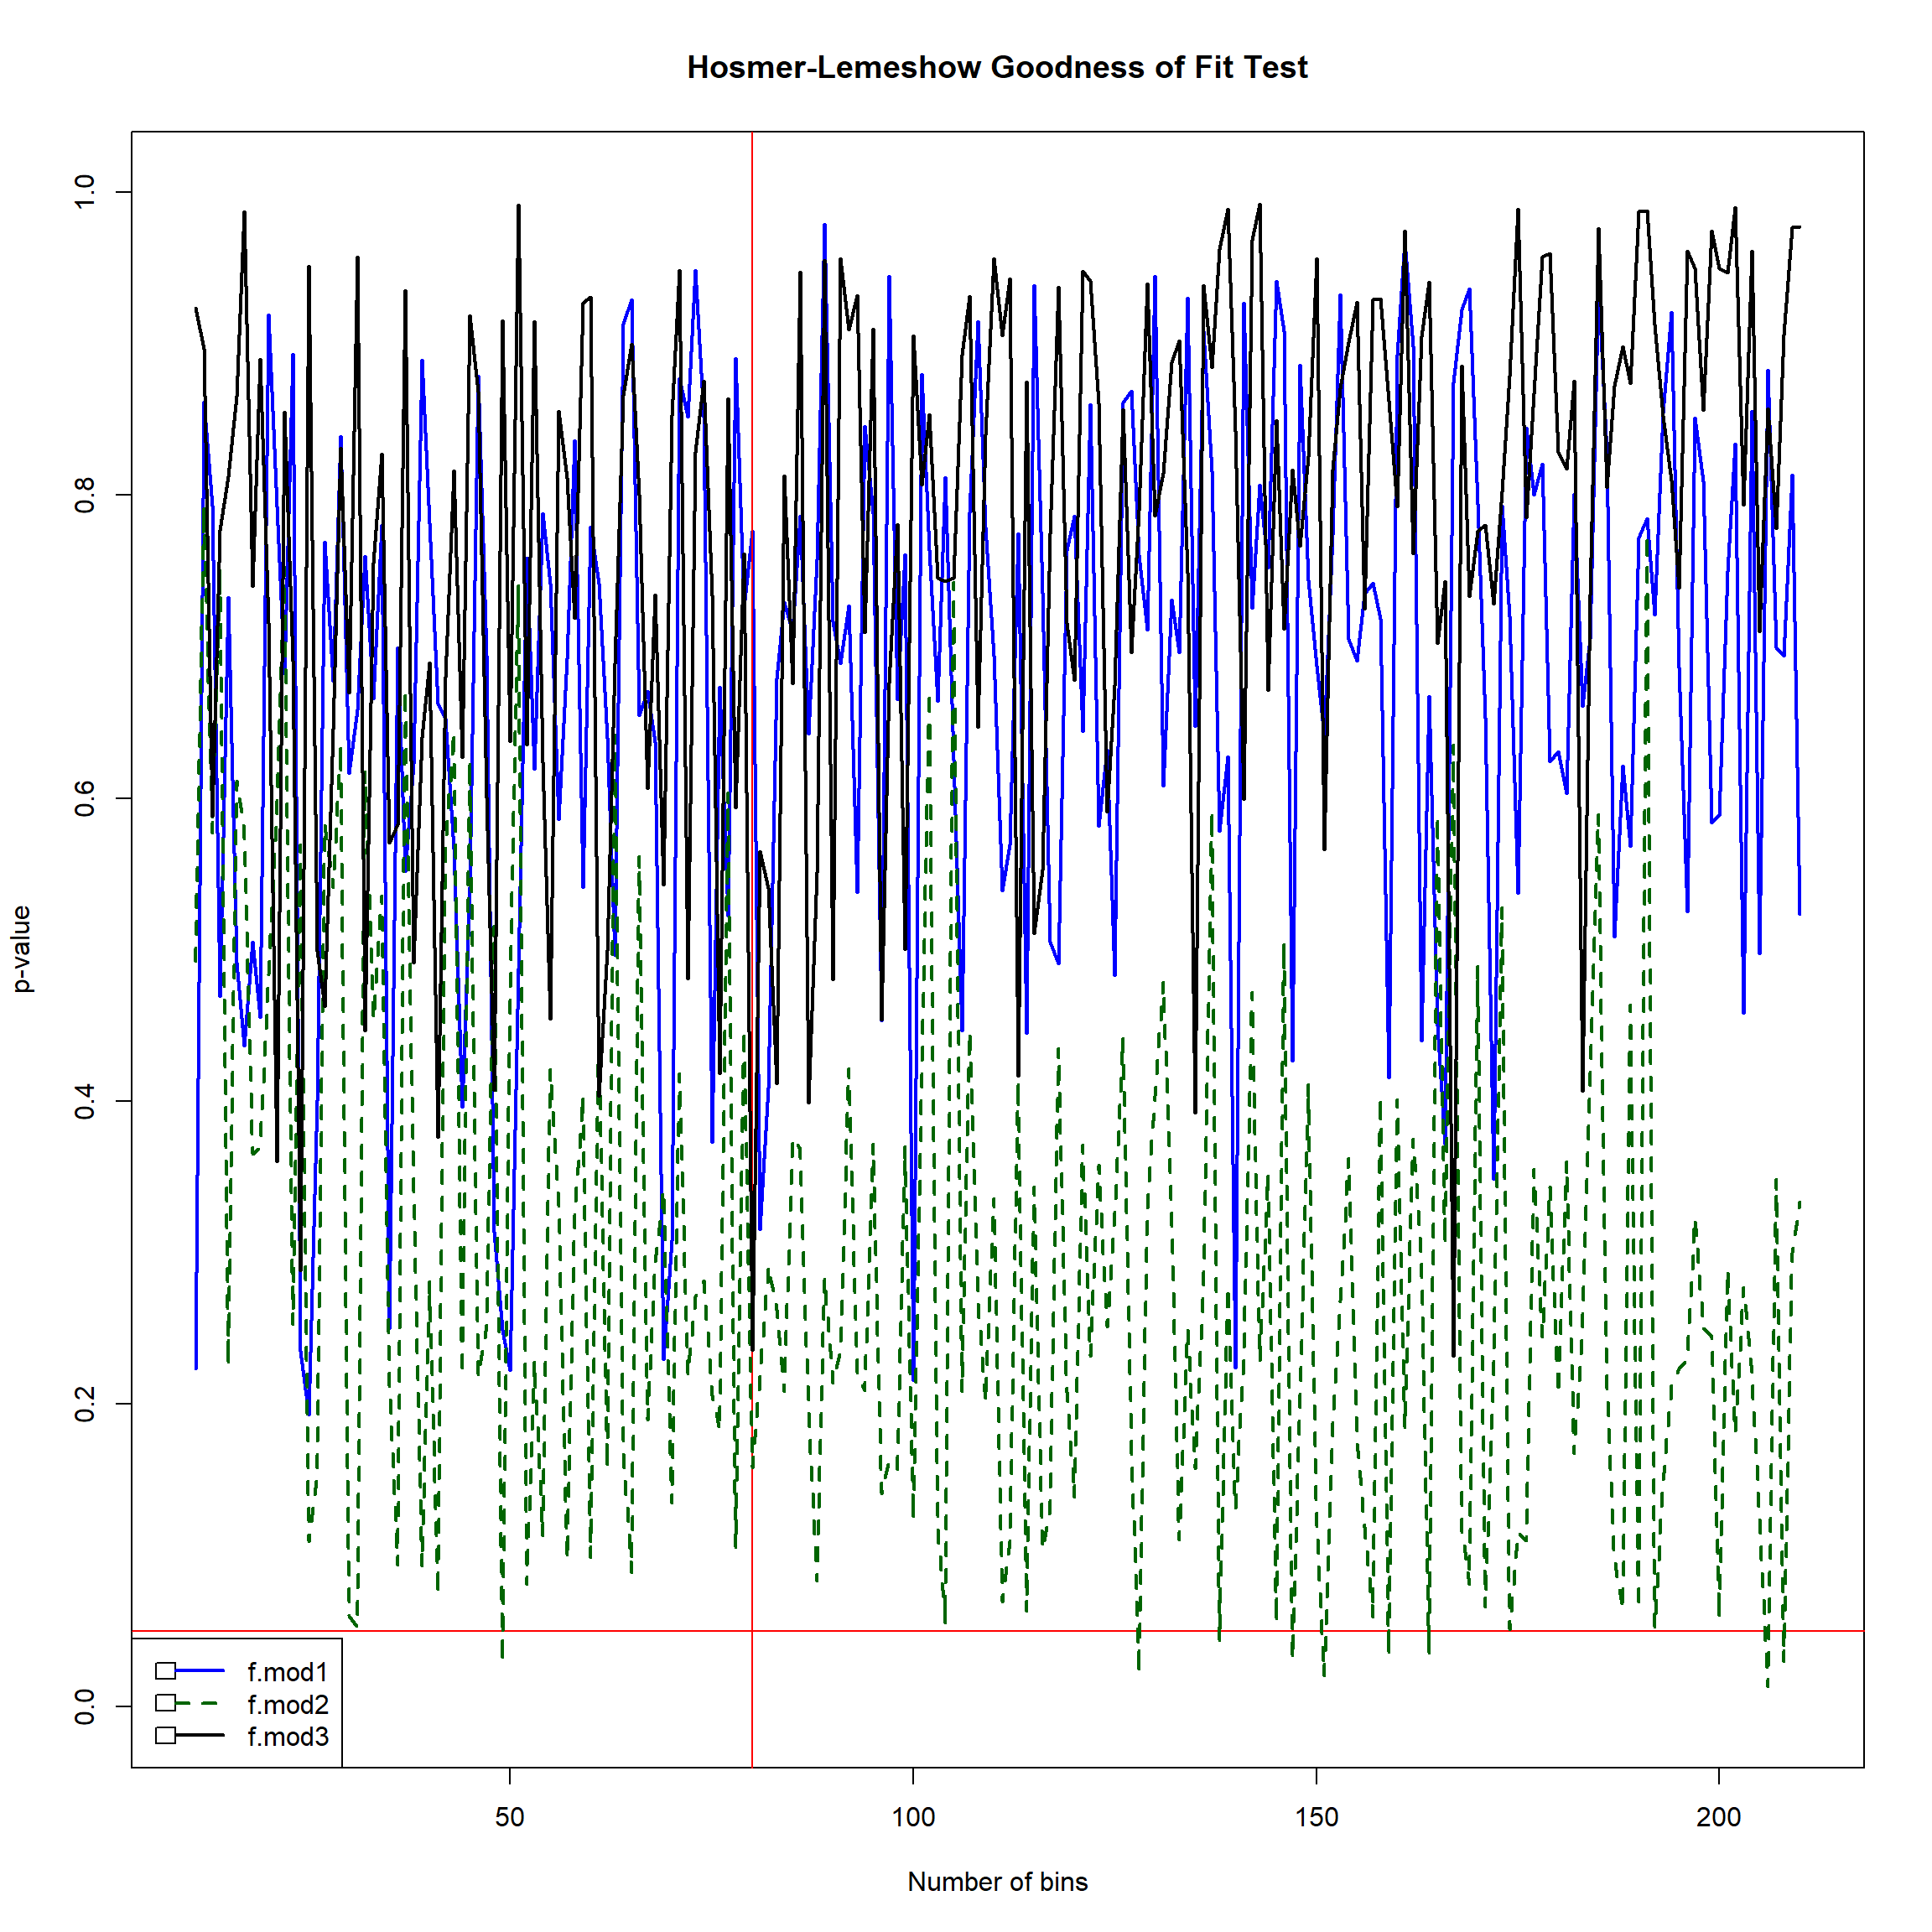 Hosmer-Lemeshow Goodness of Fit Test
1.0
0.8
0.6
0.4
0.2
0.0
p-value
f.mod1
f.mod2
f.mod3
50 100 150 200
Number of bins